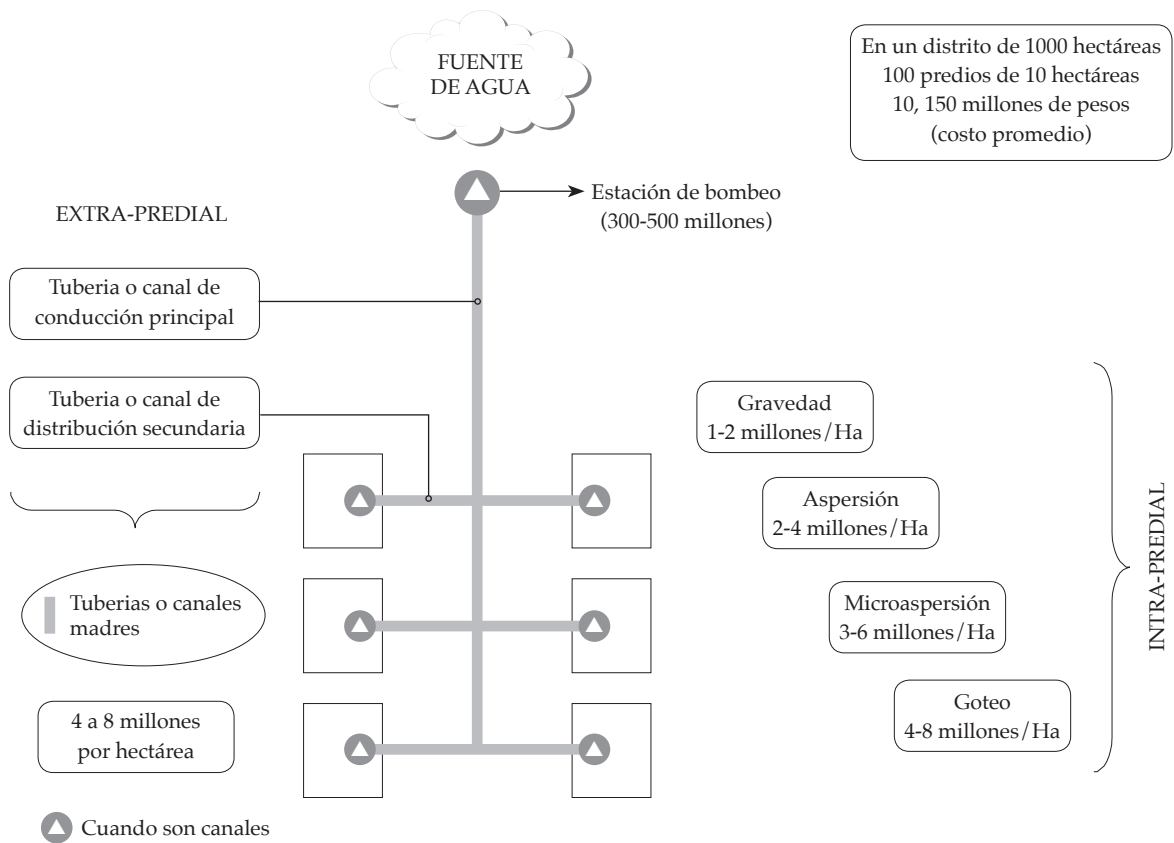 FUENTE
DE AGUA
En un distrito de 1000 hectáreas
100 predios de 10 hectáreas
10, 150 millones de pesos
(costo promedio)
Estación de bombeo
(300-500 millones)
EXTRA-PREDIAL
Tuberia o canal de
conducción principal
Tuberia o canal de
distribución secundaria
Tuberias o canales
madres
4 a 8 millones
por hectárea
Cuando son canales
Gravedad
1-2 millones/Ha
Aspersión
2-4 millones/Ha
Microaspersión
3-6 millones/Ha
Goteo
4-8 millones/Ha
INTRA-PREDIAL